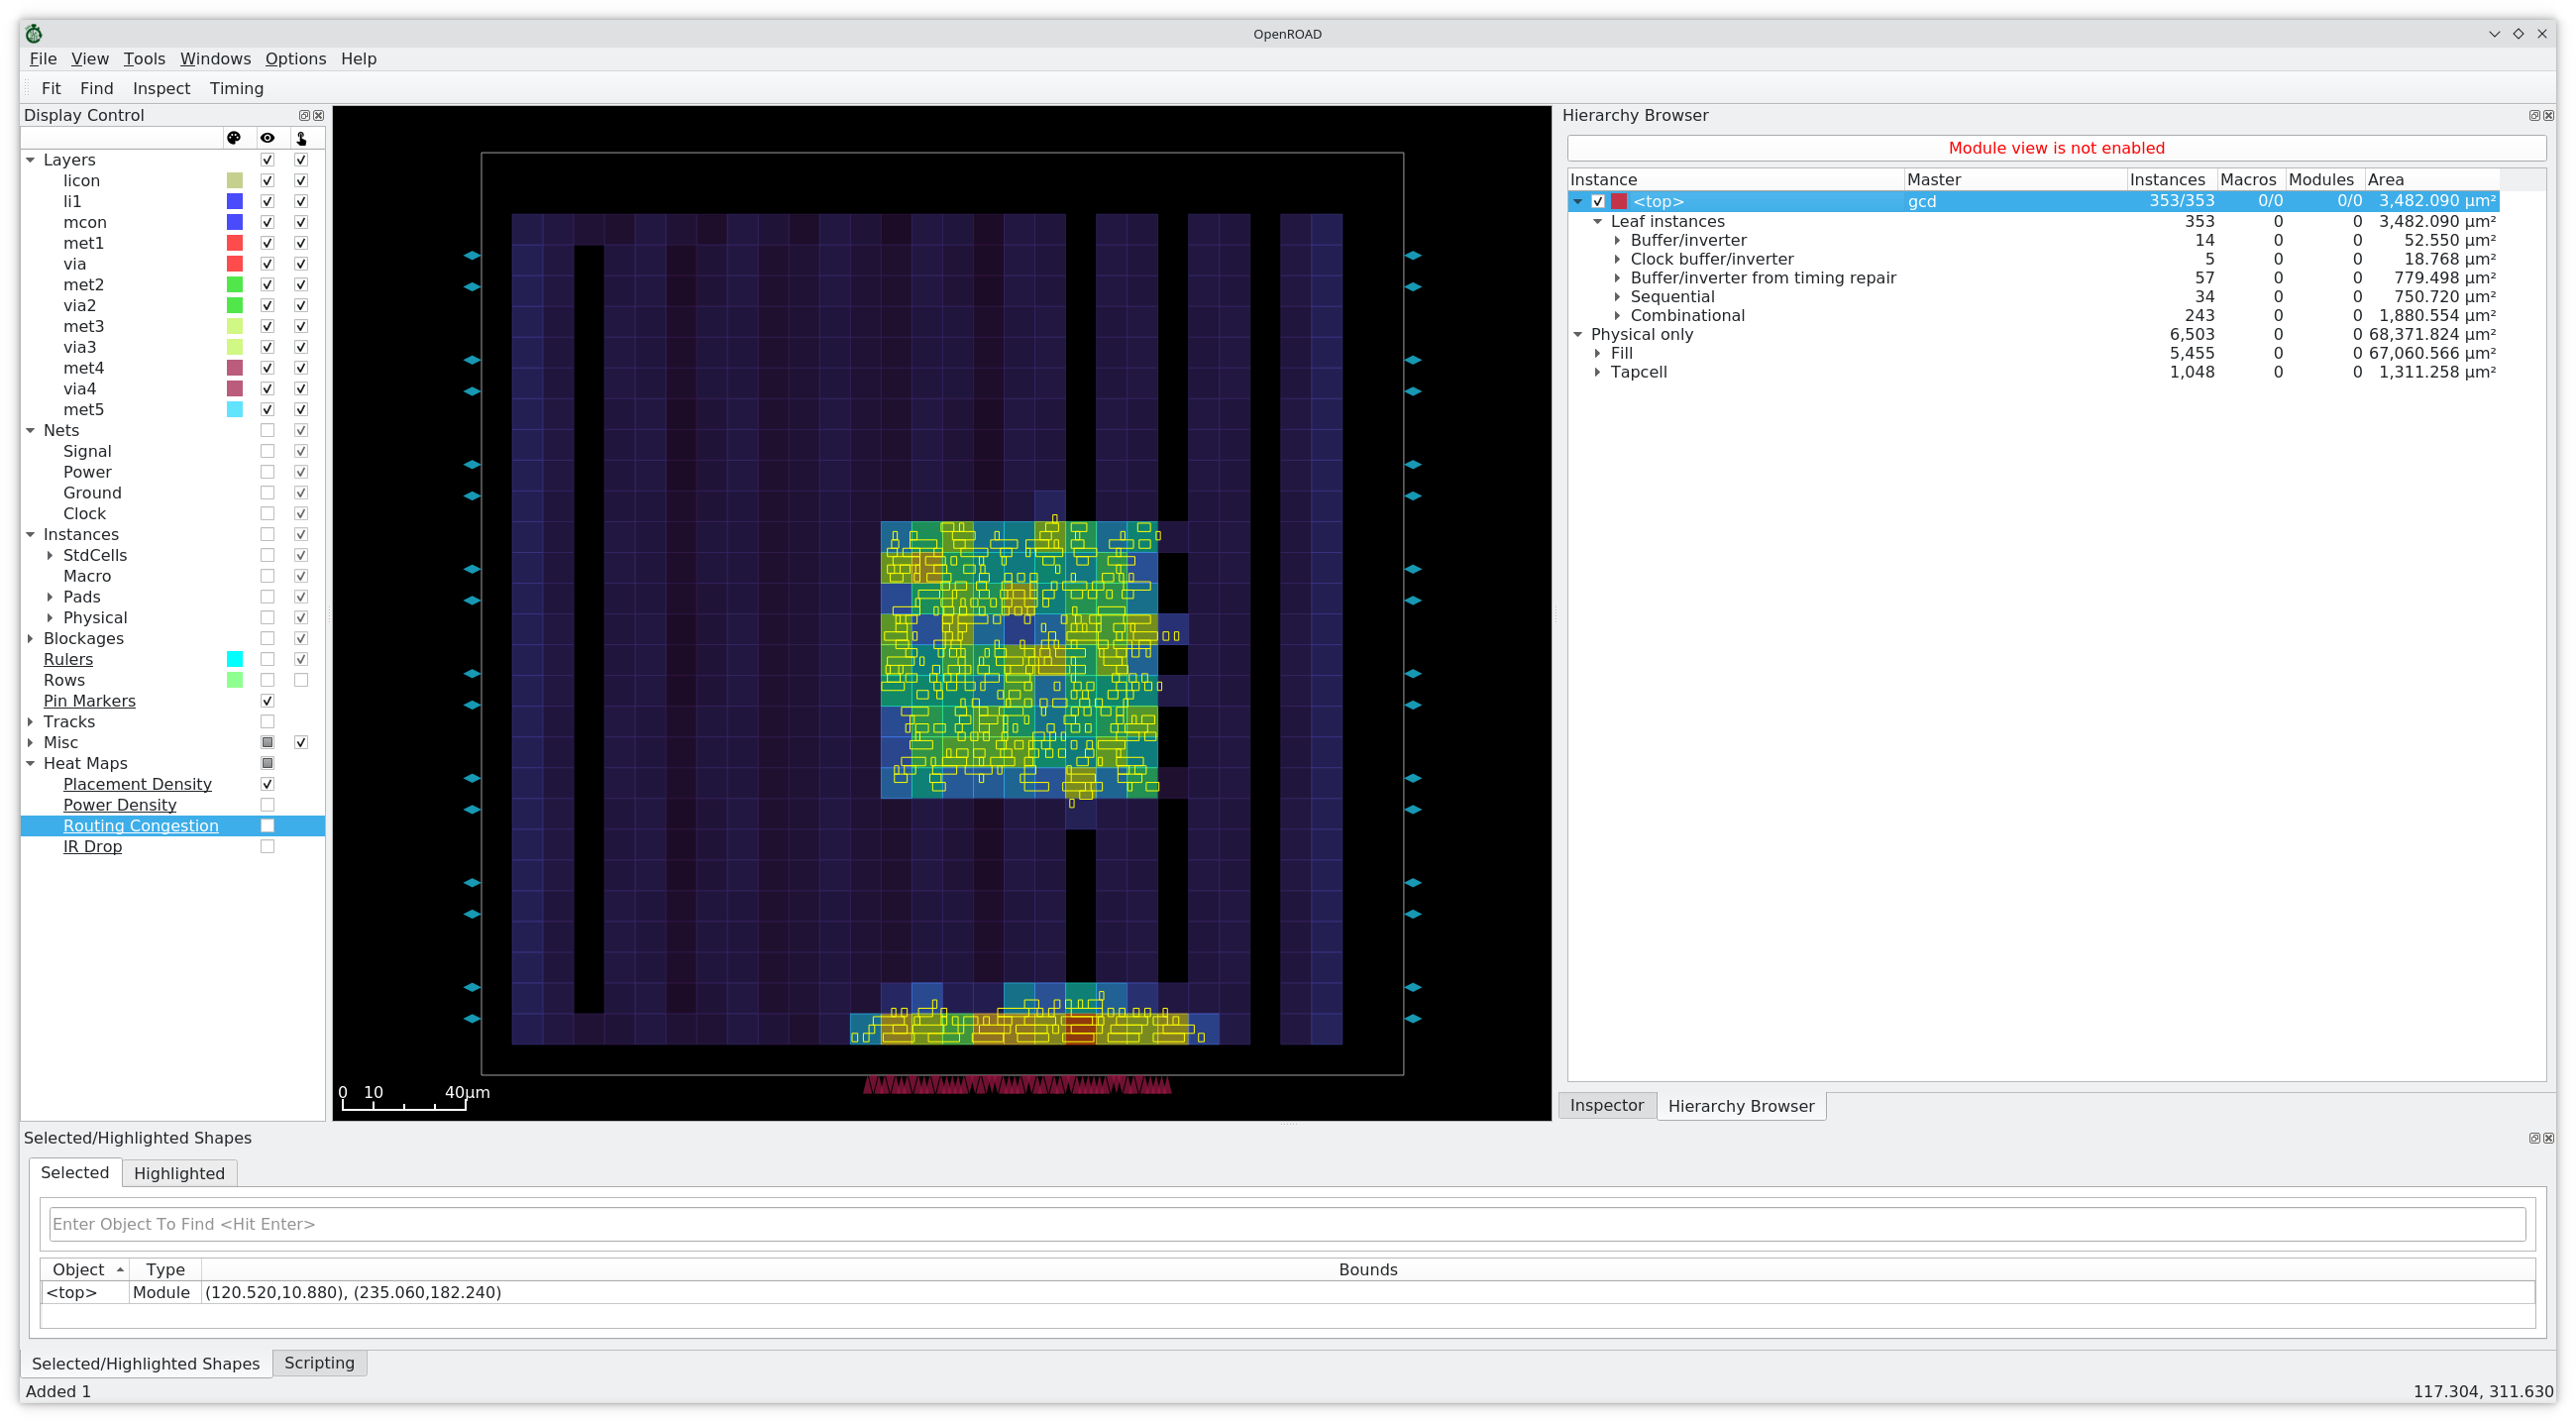 OpenROAD
File View Tools Windows Options Help
Fit Find Inspect Timing
Display Control
Layers
licon
li1
mcon
met1
via
met2
via2
met3
via3
met4
via4
met5
Nets
Signal
Power
Ground
Clock
Instances
StdCells
Macro
Pads
Physical
Blockages
Rulers
Rows
Pin Markers
Tracks
Misc
Heat Maps
Placement Density
Power Density
Routing Congestion
IR Drop
0 10 40μm
Hierarchy Browser
Module view is not enabled
Instance Master Instances Macros Modules Area
<top> gcd 353/353 0/0 0/0 3,482.090 μm²
Leaf instances 353 0 0 3,482.090 μm²
Buffer/inverter 14 0 0 52.550 μm²
Clock buffer/inverter 5 0 0 18.768 μm²
Buffer/inverter from timing repair 57 0 0 779.498 μm²
Sequential 34 0 0 750.720 μm²
Combinational 243 0 0 1,880.554 μm²
Physical only 6,503 0 0 68,371.824 μm²
Fill 5,455 0 0 67,060.566 μm²
Tapcell 1,048 0 0 1,311.258 μm²
Inspector Hierarchy Browser
Selected/Highlighted Shapes
Selected Highlighted
Enter Object To Find <Hit Enter>
Object Type Bounds
<top> Module (120.520,10.880), (235.060,182.240)
Selected/Highlighted Shapes Scripting
Added 1 117.304, 311.630